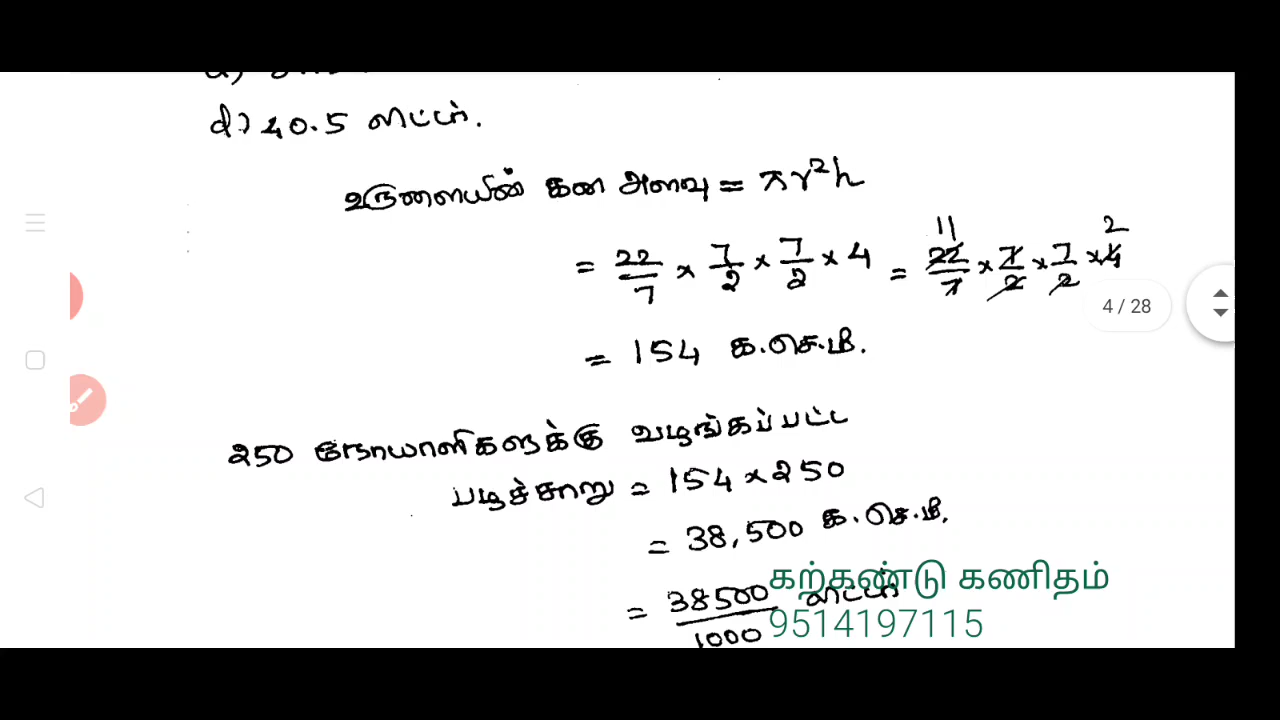 d) 40.5 லிட்டர்.
உருளையின் கன அளவு = πr²h
= 22/7 × 7/2 × 7/2 × 4 = 22/7 × 7/2 × 7/2 × 4
11 2
4 / 28
= 154 க.செ.மீ.
250 நோயாளிகளுக்கு வழங்கப்பட்ட
படிச்சாறு = 154 × 250
= 38,500 க.செ.மீ.
= 38500/1000 லிட்டர்
கற்கண்டு கணிதம்
9514197115